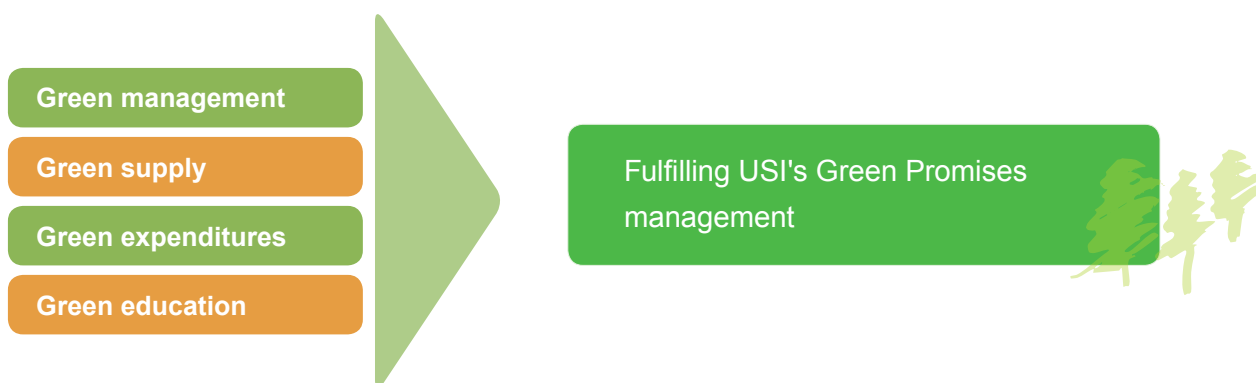 Green management
Green supply
Green expenditures
Green education
Fulfilling USI's Green Promises
management